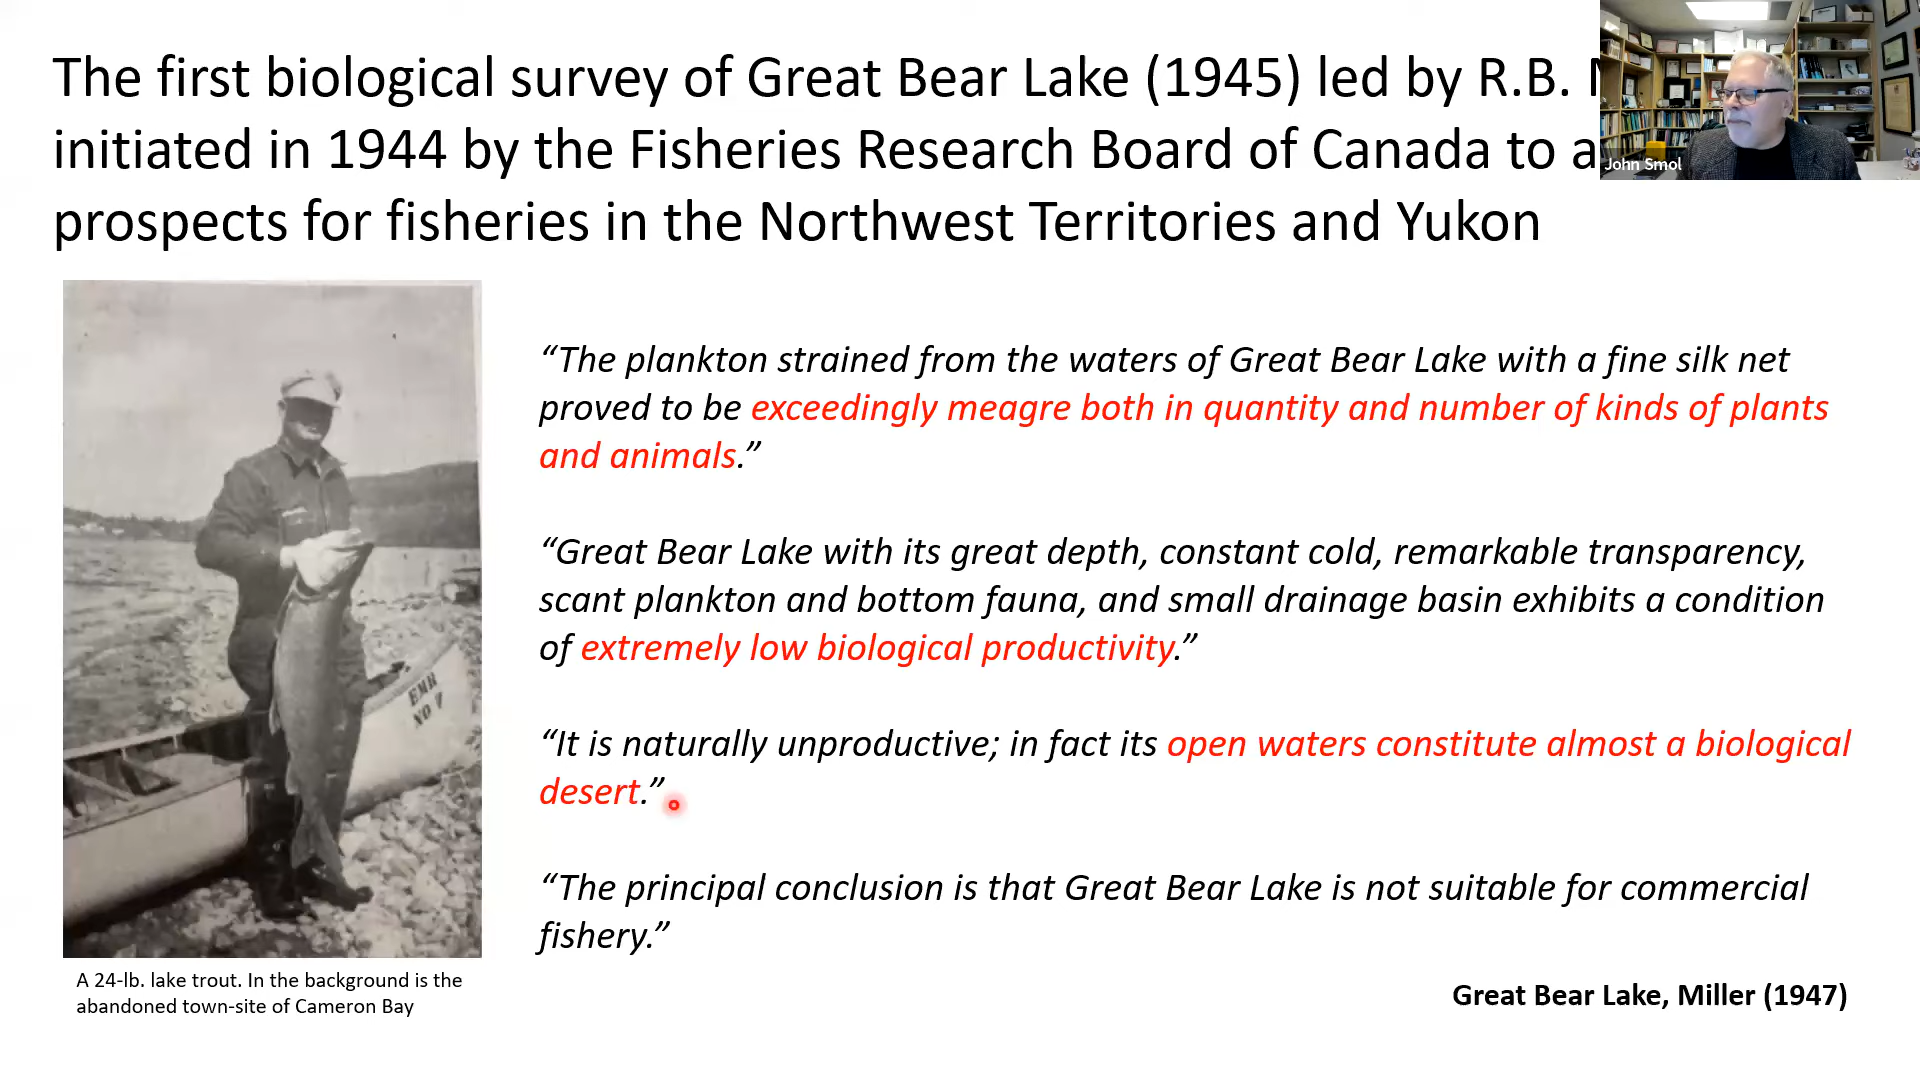 The first biological survey of Great Bear Lake (1945) led by R.B.
initiated in 1944 by the Fisheries Research Board of Canada to a
prospects for fisheries in the Northwest Territories and Yukon
John Smol
“The plankton strained from the waters of Great Bear Lake with a fine silk net
proved to be exceedingly meagre both in quantity and number of kinds of plants
and animals.”
“Great Bear Lake with its great depth, constant cold, remarkable transparency,
scant plankton and bottom fauna, and small drainage basin exhibits a condition
of extremely low biological productivity.”
EMR
NO 7
“It is naturally unproductive; in fact its open waters constitute almost a biological
desert.”
“The principal conclusion is that Great Bear Lake is not suitable for commercial
fishery.”
A 24-lb. lake trout. In the background is the
abandoned town-site of Cameron Bay
Great Bear Lake, Miller (1947)